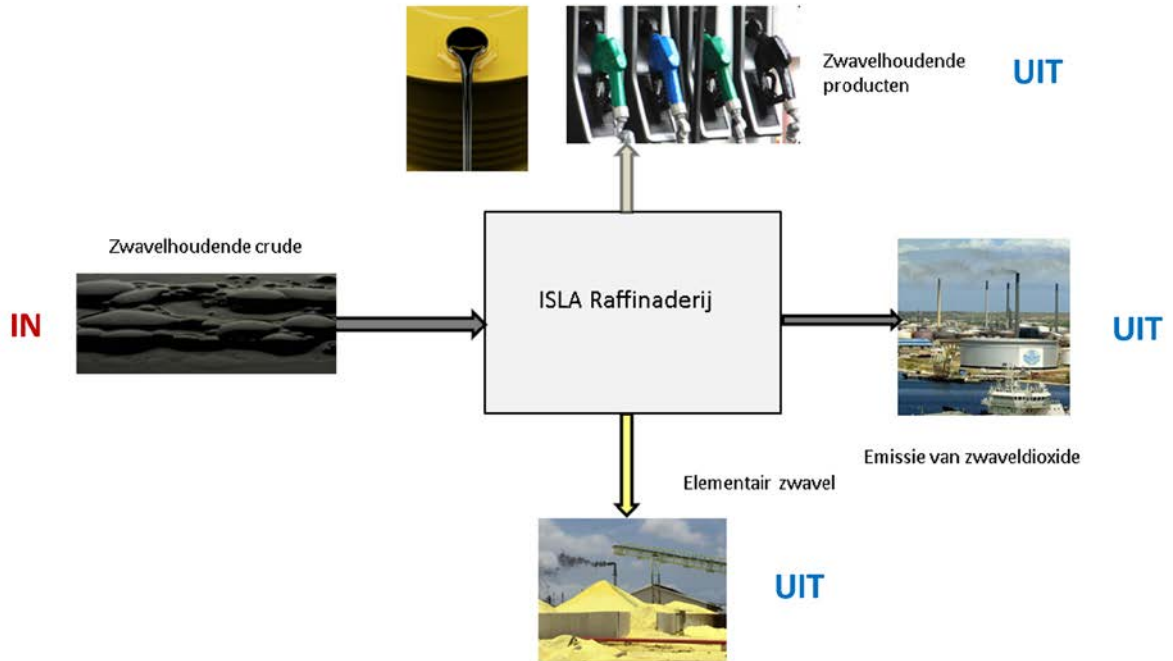 Zwavelhoudende
producten
UIT
Zwavelhoudende crude
IN
ISLA Raffinaderij
UIT
Emissie van zwaveldioxide
Elementair zwavel
UIT